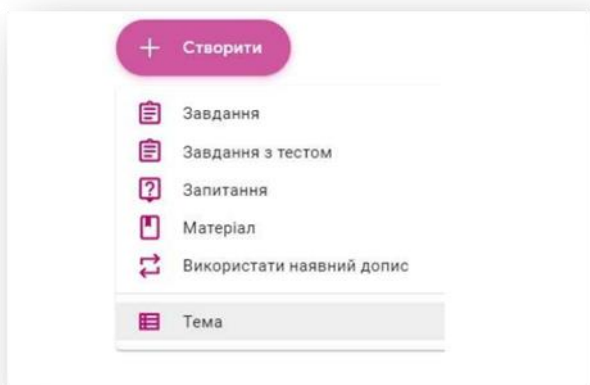 Створити
Завдання
Завдання з тестом
Запитання
Матеріал
Використати наявний допис
Тема